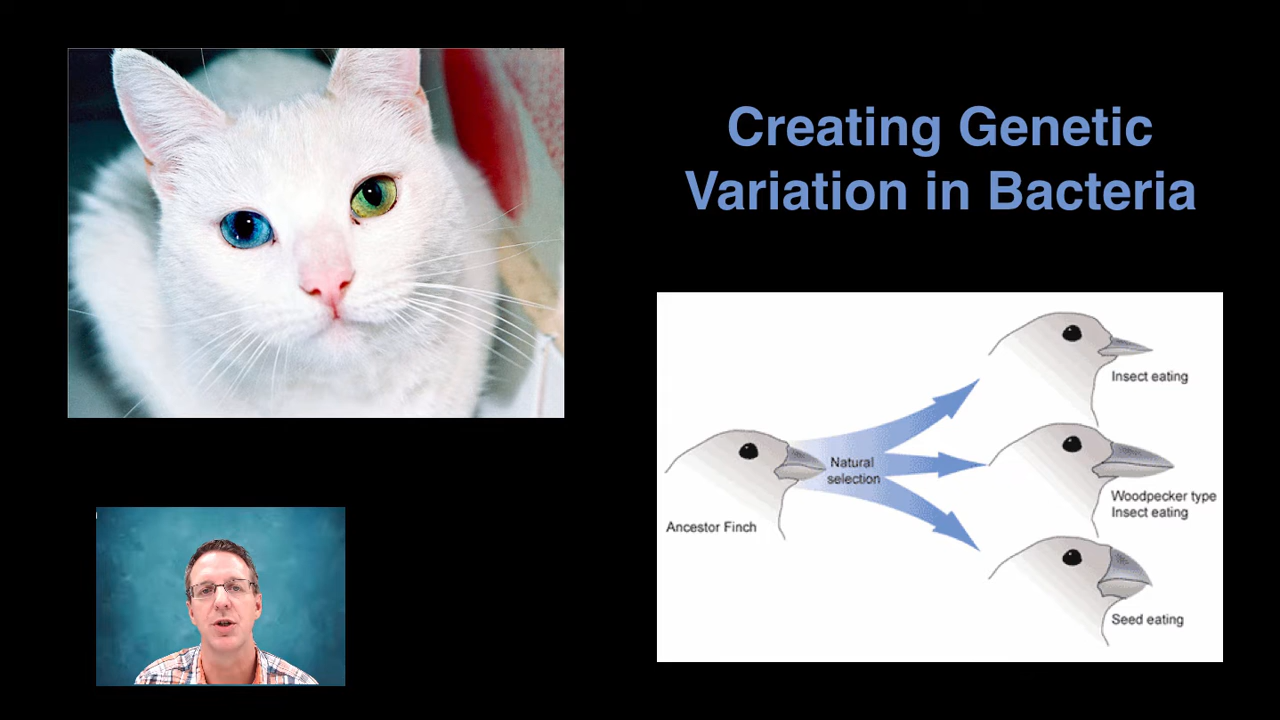 Creating Genetic
Variation in Bacteria
Insect eating
Natural
selection
Woodpecker type
Insect eating
Ancestor Finch
Seed eating